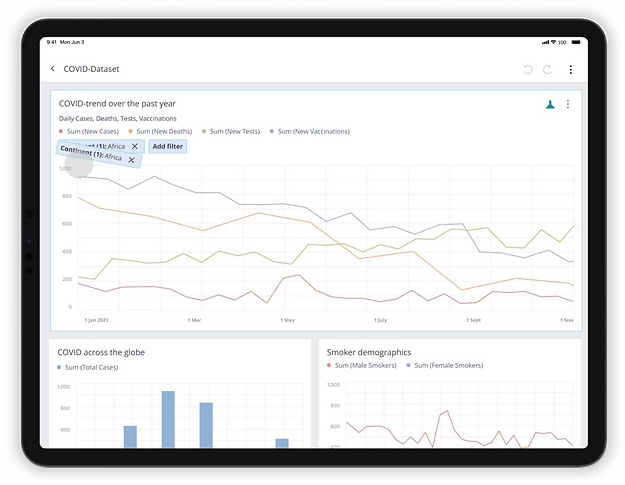 9:41 Mon Jun 3
100
COVID-Dataset
COVID-trend over the past year
Daily Cases, Deaths, Tests, Vaccinations
Sum (New Cases) Sum (New Deaths) Sum (New Tests) Sum (New Vaccinations)
(1): Africa Add filter
Continent (1): Africa
1,000
800
600
400
200
0
1 Jan 2021 1 Mar 1 May 1 July 1 Sept 1 Nov
COVID across the globe
Sum (Total Cases)
1,000
800
600
Smoker demographics
Sum (Male Smokers) Sum (Female Smokers)
1,000
800
600
400